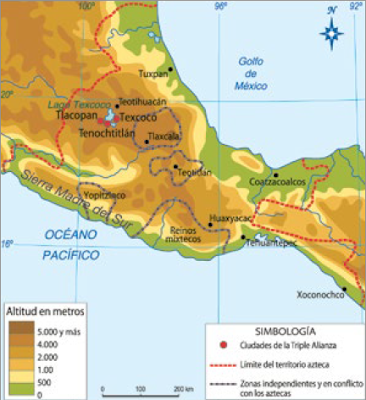 100°
96°
92°
Golfo
de
México
Tuxpan
20°
Lago Texcoco
Teotihuacán
Tlacopan
Texcoco
Tenochtitlán
Tlaxcala
Teotitlán
Coatzacoalcos
Sierra Madre del Sur
Yopitzinco
Huaxyacac
Reinos
mixtecos
Tehuantepec
16°
OCÉANO
PACÍFICO
Xoconochco
Altitud en metros
5.000 y más
4.000
2.000
1.00
500
0
0
100
200 km
SIMBOLOGÍA
Ciudades de la Triple Alianza
Límite del territorio azteca
Zonas independientes y en conflicto
con los aztecas